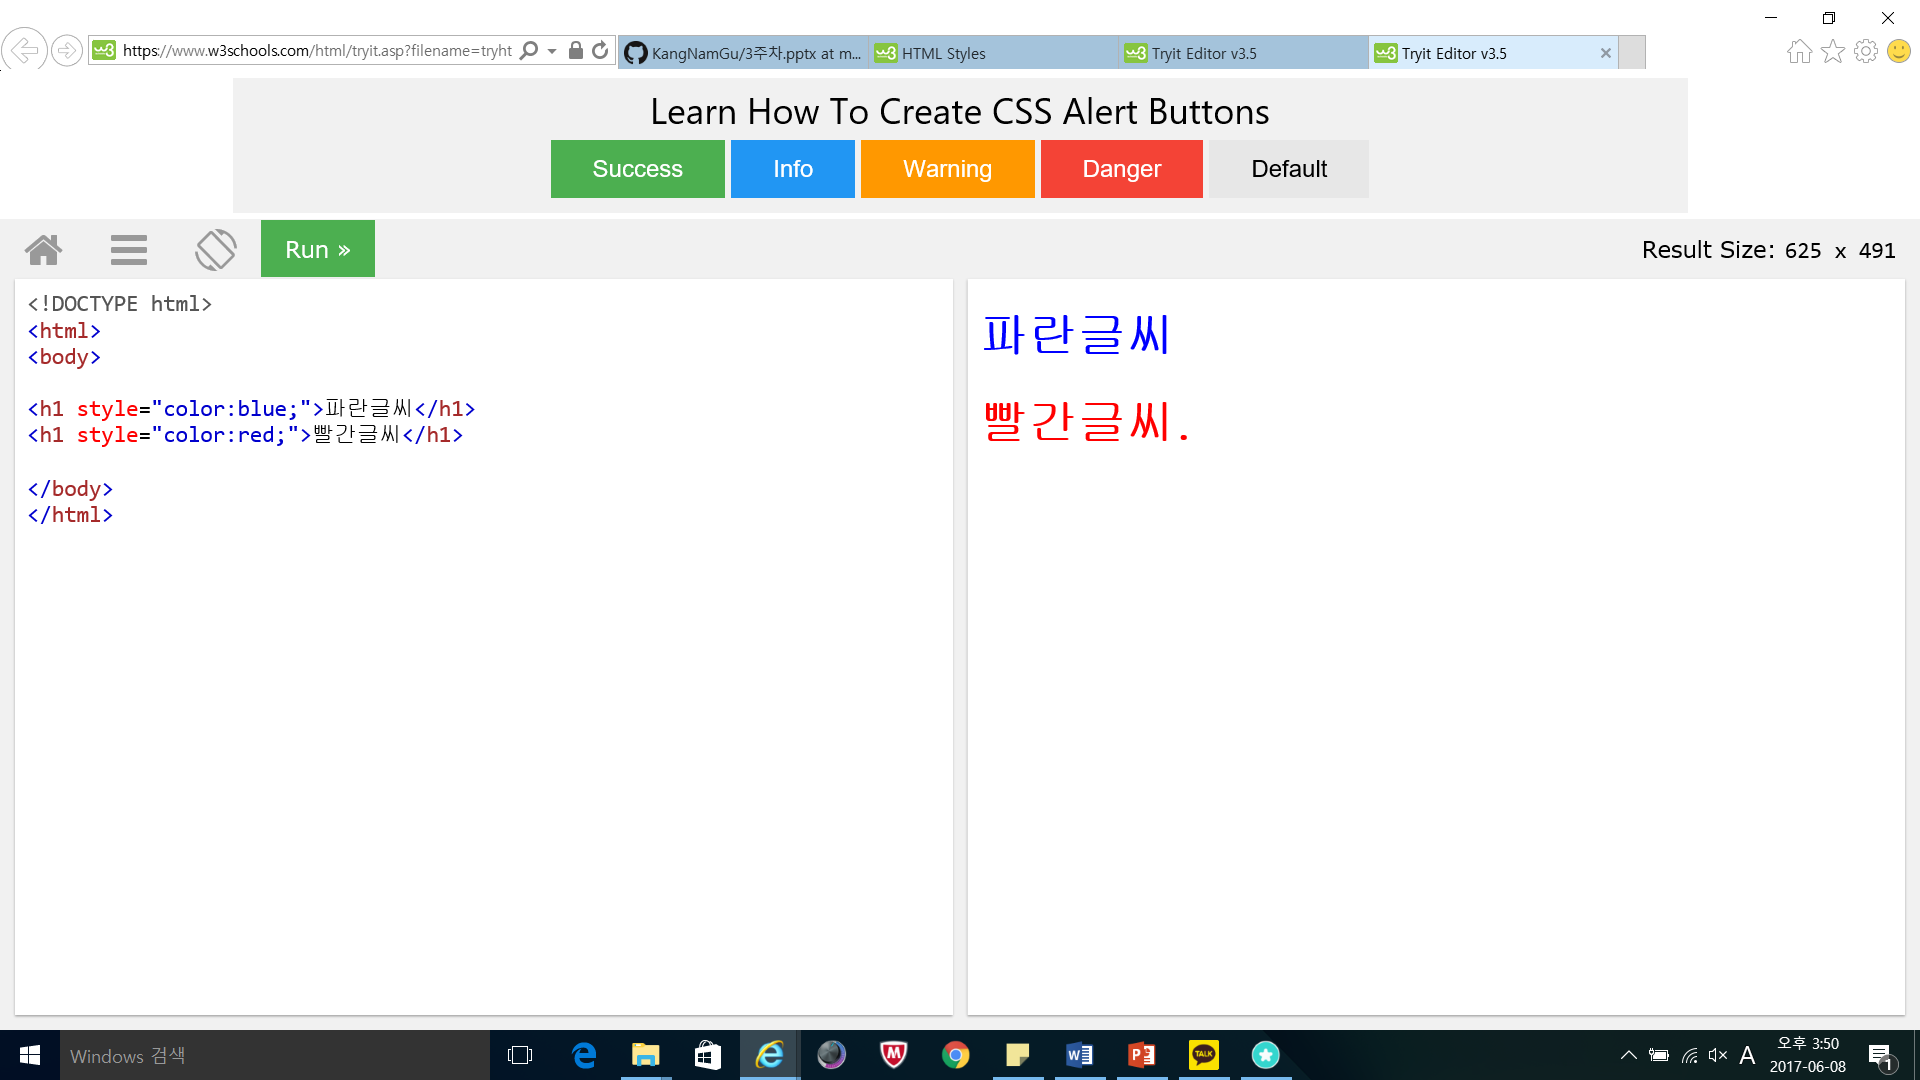 https://www.w3schools.com/html/tryit.asp?filename=tryht
KangNamGu/3주차.pptx at m...
HTML Styles
Tryit Editor v3.5
Tryit Editor v3.5
Learn How To Create CSS Alert Buttons
Success Info Warning Danger Default
Run »
Result Size: 625 x 491
<!DOCTYPE html>
<html>
<body>
<h1 style="color:blue;">파란글씨</h1>
<h1 style="color:red;">빨간글씨</h1>
</body>
</html>
파란글씨
빨간글씨.
Windows 검색
TALK
A
오후 3:50
2017-06-08
1